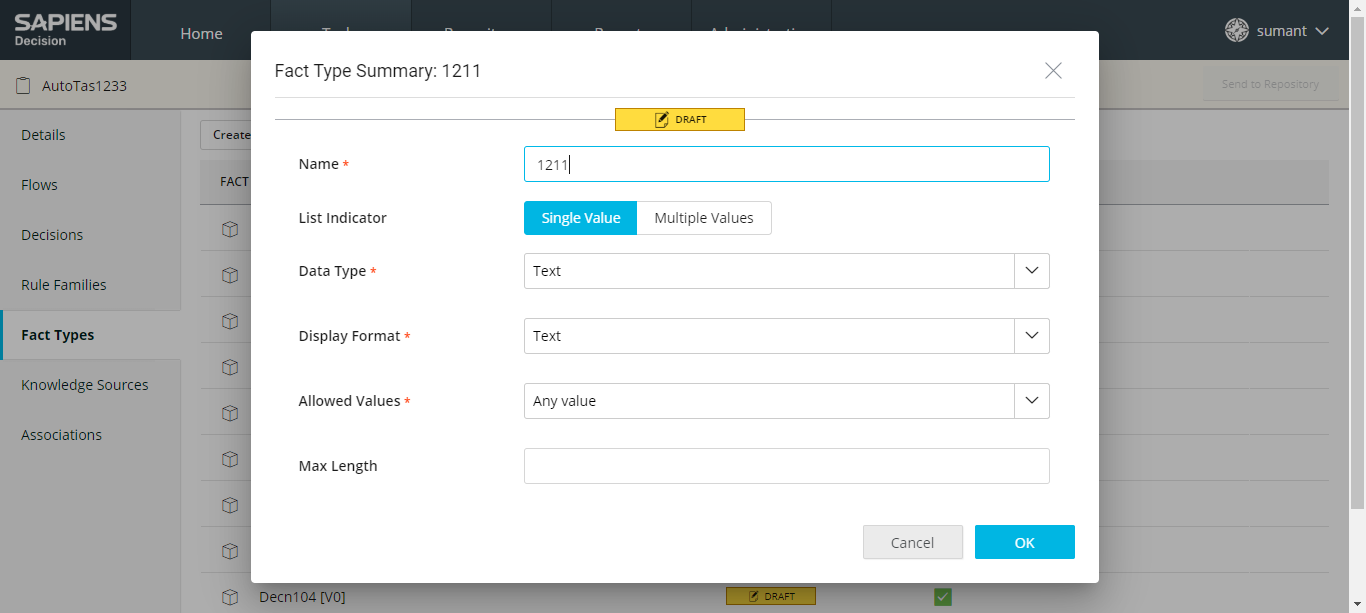 SAPIENS
Decision
Home
sumant
AutoTas1233
Send to Repository
Details
Flows
Decisions
Rule Families
Fact Types
Knowledge Sources
Associations
Create
FACT
Fact Type Summary: 1211
DRAFT
Name *
1211
List Indicator
Single Value
Multiple Values
Data Type *
Text
Display Format *
Text
Allowed Values *
Any value
Max Length
Cancel
OK
Decn104 [V0]
DRAFT